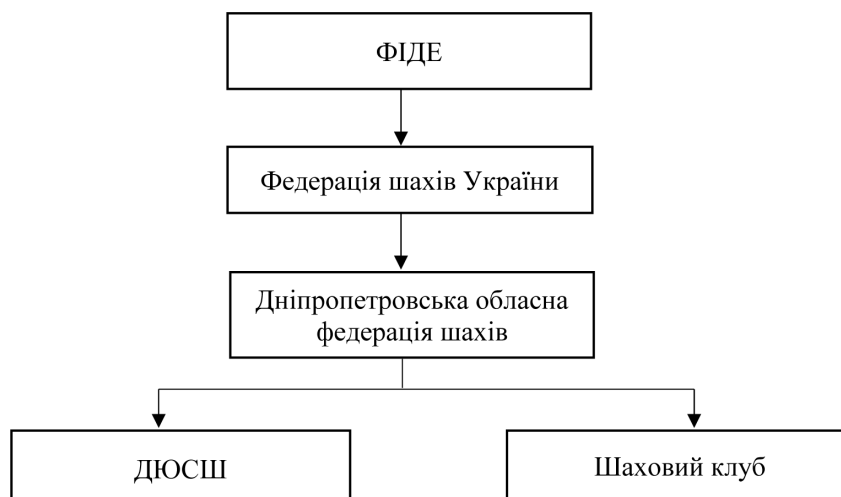 ФІДЕ
Федерація шахів України
Дніпропетровська обласна
федерація шахів
ДЮСШ
Шаховий клуб